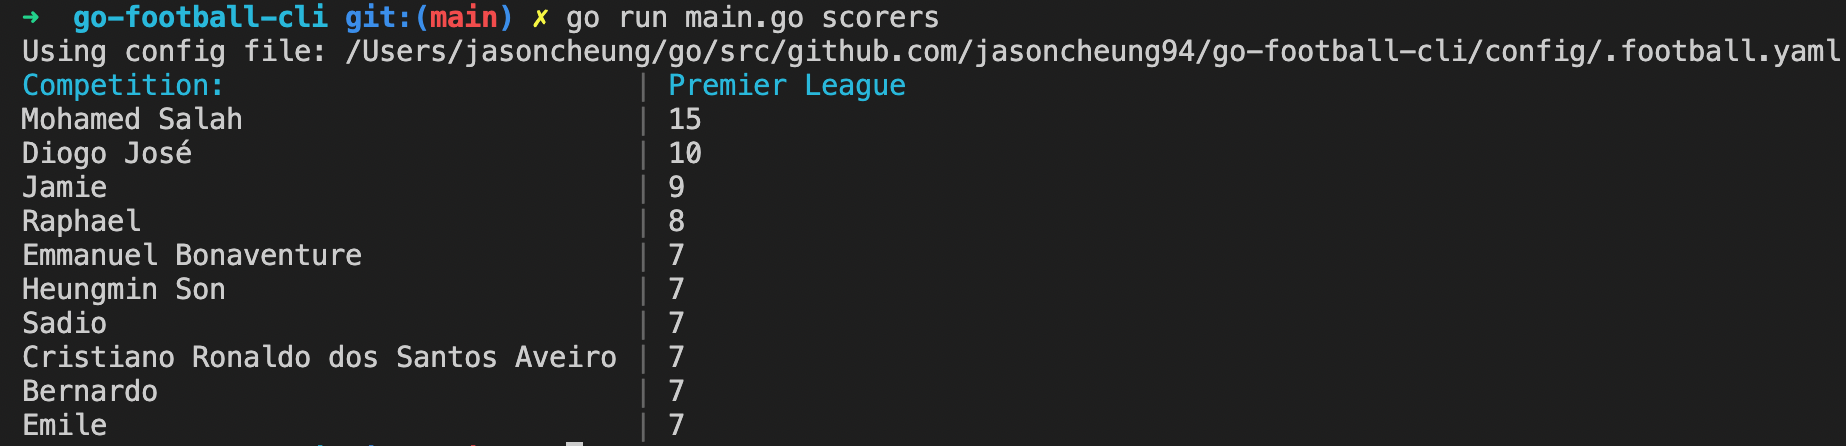 ➜ go-football-cli git:(main) ✗ go run main.go scorers
Using config file: /Users/jasoncheung/go/src/github.com/jasoncheung94/go-football-cli/config/.football.yaml
Competition: | Premier League
Mohamed Salah | 15
Diogo José | 10
Jamie | 9
Raphael | 8
Emmanuel Bonaventure | 7
Heungmin Son | 7
Sadio | 7
Cristiano Ronaldo dos Santos Aveiro | 7
Bernardo | 7
Emile | 7